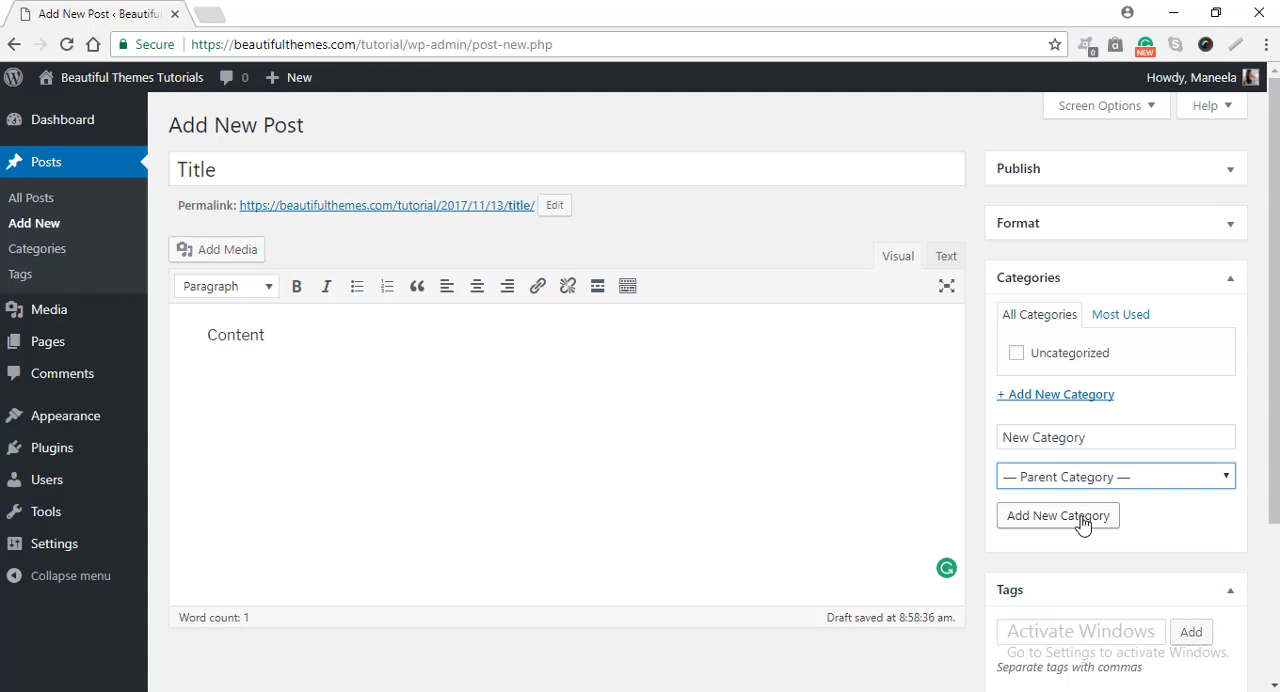 Add New Post ‹ Beautifu
Secure https://beautifulthemes.com/tutorial/wp-admin/post-new.php
0
NEW
Beautiful Themes Tutorials 0 New
Howdy, Maneela
Screen Options Help
Dashboard
Posts
All Posts
Add New
Categories
Tags
Media
Pages
Comments
Appearance
Plugins
Users
Tools
Settings
Collapse menu
Add New Post
Title
Permalink: https://beautifulthemes.com/tutorial/2017/11/13/title/ Edit
Add Media
Visual Text
Paragraph B I
Content
Word count: 1
Draft saved at 8:58:36 am.
Publish
Format
Categories
All Categories Most Used
Uncategorized
+ Add New Category
New Category
— Parent Category —
Add New Category
Tags
Add
Activate Windows
Go to Settings to activate Windows.
Separate tags with commas